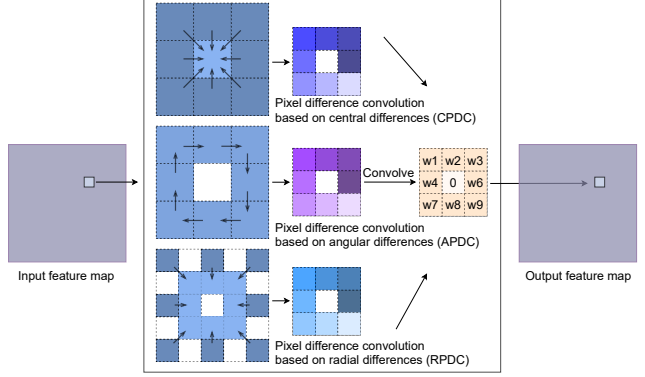 Pixel difference convolution
based on central differences (CPDC)
Input feature map
Pixel difference convolution
based on angular differences (APDC)
Convolve
w1 w2 w3
w4 0 w6
w7 w8 w9
Output feature map
Pixel difference convolution
based on radial differences (RPDC)